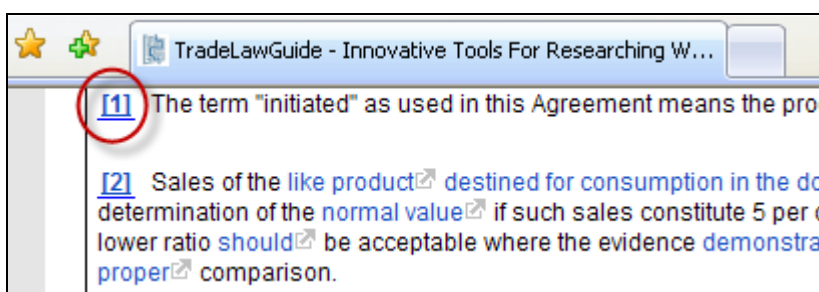 TradeLawGuide - Innovative Tools For Researching W...
[1] The term "initiated" as used in this Agreement means the pro
[2] Sales of the like product destined for consumption in the do
determination of the normal value if such sales constitute 5 per
lower ratio should be acceptable where the evidence demonstra
proper comparison.